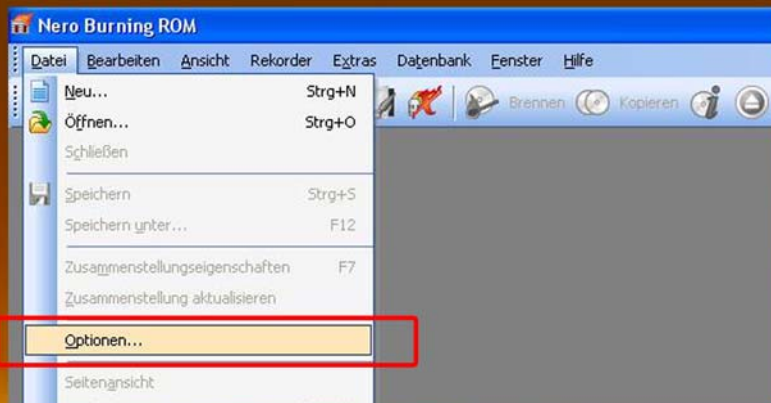 Nero Burning ROM
Datei Bearbeiten Ansicht Rekorder Extras Datenbank Fenster Hilfe
Neu... Strg+N
Brennen Kopieren
Öffnen... Strg+O
Schließen
Speichern Strg+S
Speichern unter... F12
Zusammenstellungseigenschaften F7
Zusammenstellung aktualisieren
Optionen...
Seitenansicht